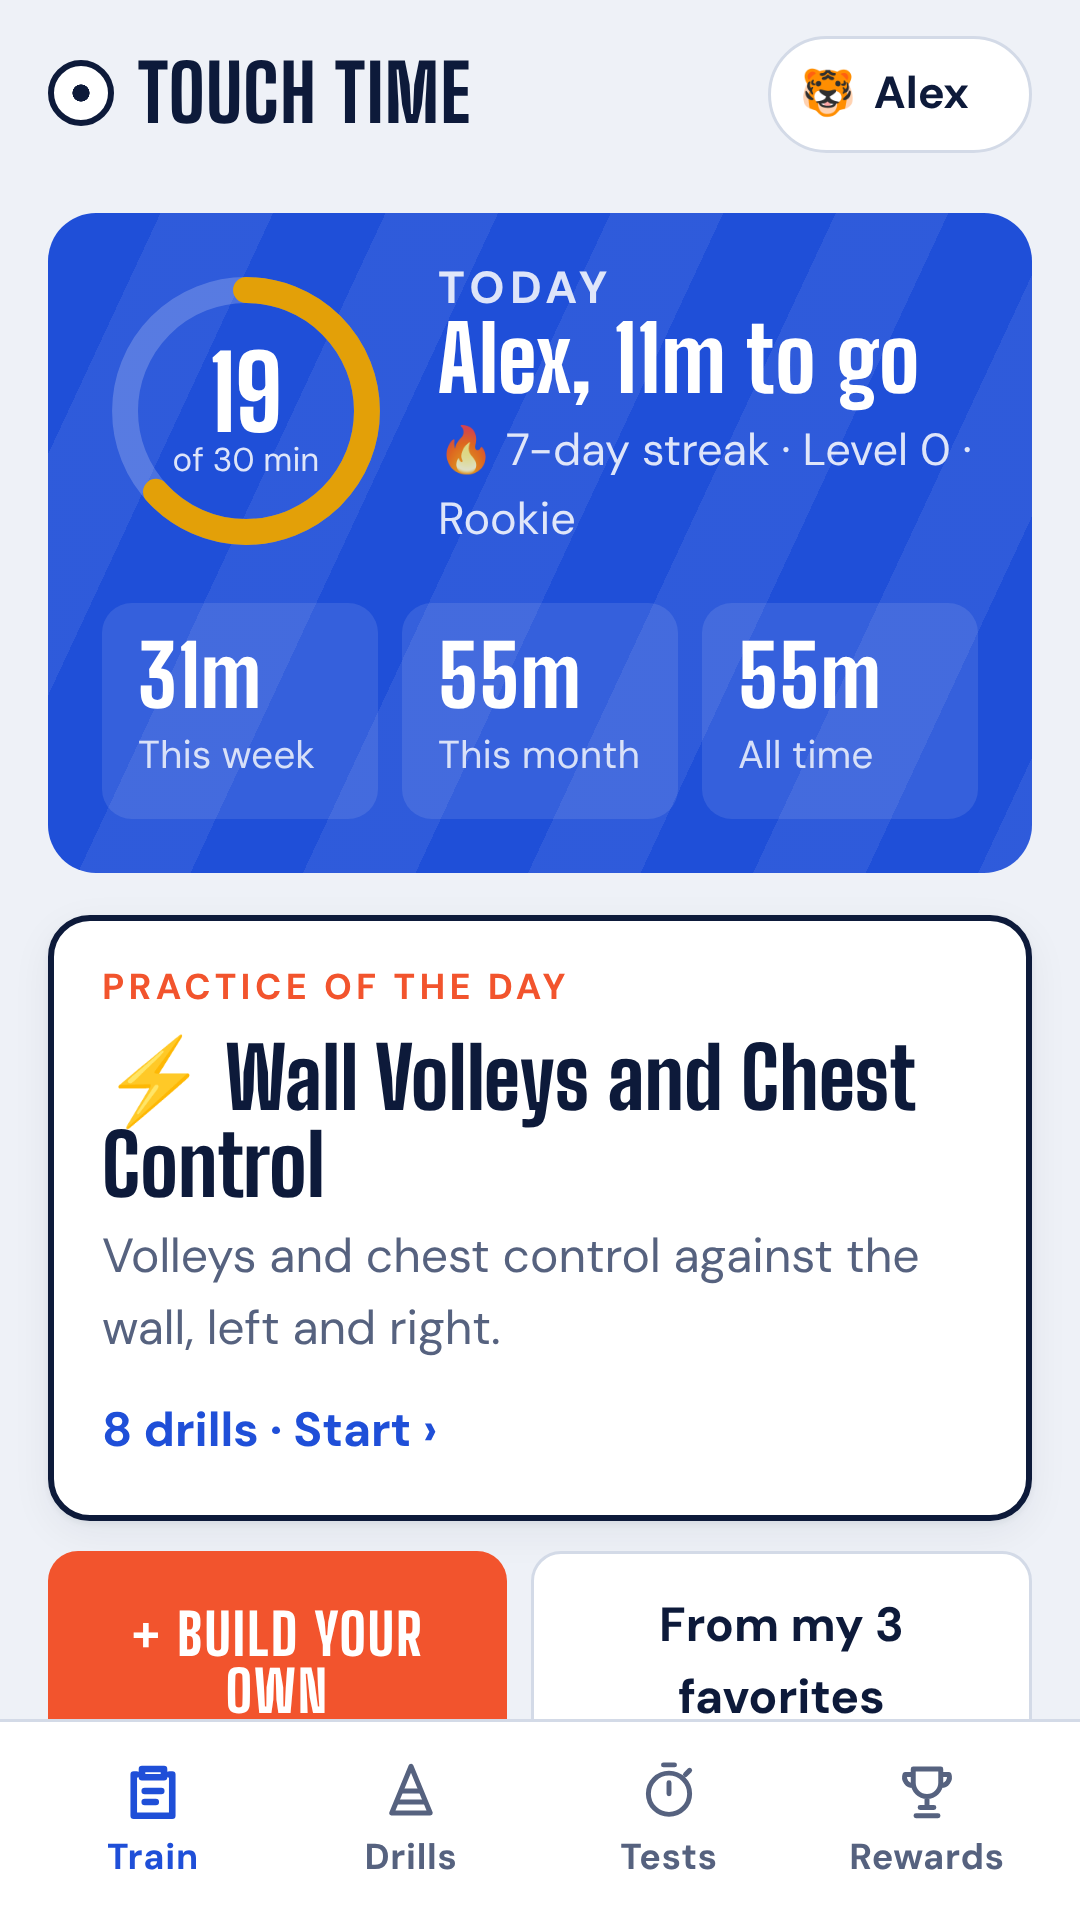 TOUCH TIME
Alex
TODAY
Alex, 11m to go
🔥 7-day streak · Level 0 ·
Rookie
19
of 30 min
31m
This week
55m
This month
55m
All time
PRACTICE OF THE DAY
⚡ Wall Volleys and Chest
Control
Volleys and chest control against the
wall, left and right.
8 drills · Start ›
+ BUILD YOUR
OWN
From my 3
favorites
Train
Drills
Tests
Rewards